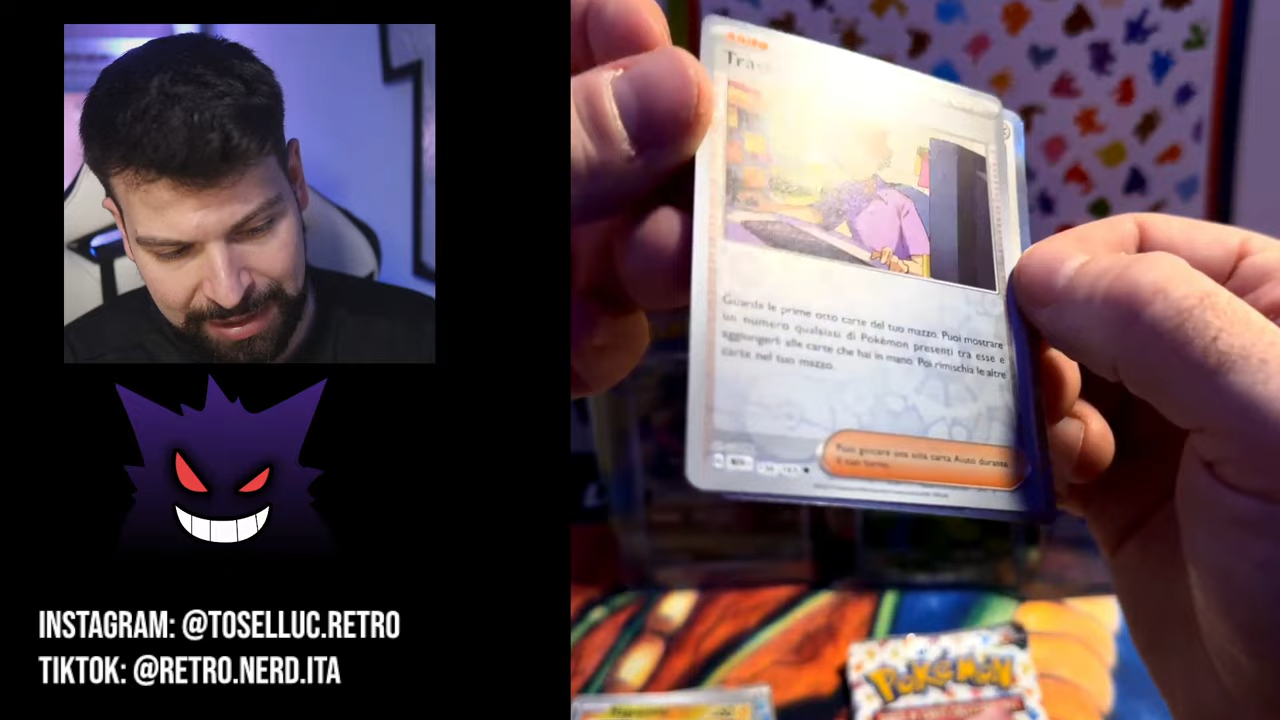 INSTAGRAM: @TOSELLUC.RETRO
TIKTOK: @RETRO.NERD.ITA
Aiuto
Tra
Guarda le prime otto carte del tuo mazzo. Puoi mostrare
un numero qualsiasi di Pokémon presenti tra esse e
aggiungerli alle carte che hai in mano. Poi rimischia le altre
carte nel tuo mazzo.
Puoi giocare una sola carta Aiuto durante
il tuo turno.
POKéMON